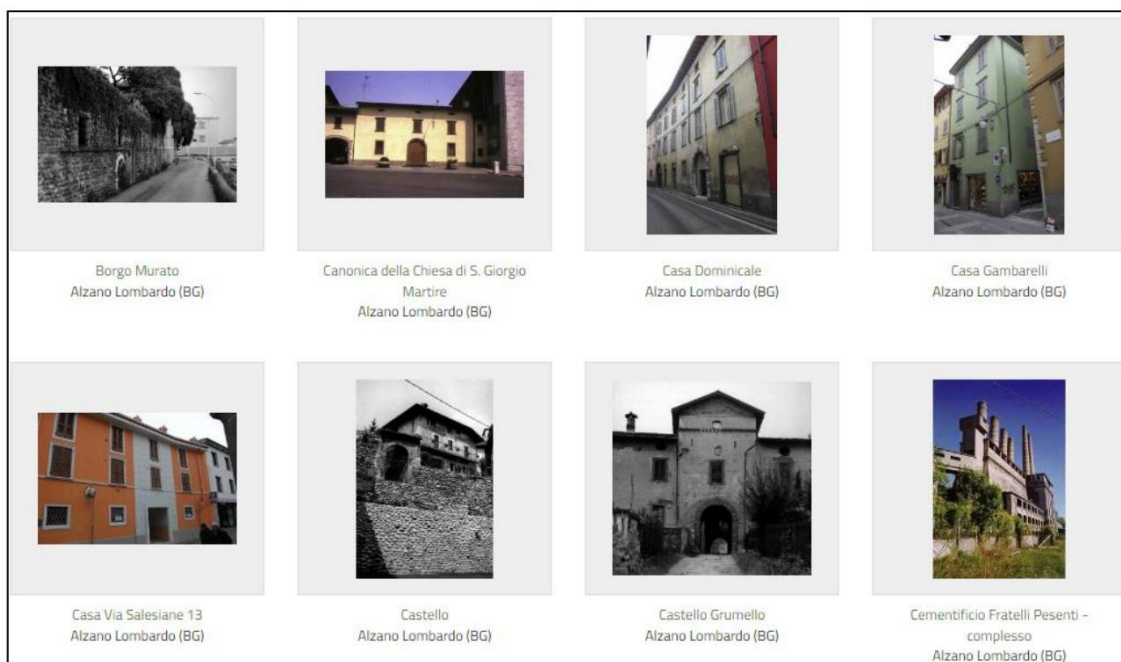 Borgo Murato
Alzano Lombardo (BG)
Canonica della Chiesa di S. Giorgio
Martire
Alzano Lombardo (BG)
Casa Dominicale
Alzano Lombardo (BG)
Casa Gambarelli
Alzano Lombardo (BG)
Casa Via Salesiane 13
Alzano Lombardo (BG)
Castello
Alzano Lombardo (BG)
Castello Grumello
Alzano Lombardo (BG)
Cementificio Fratelli Pesenti -
complesso
Alzano Lombardo (BG)